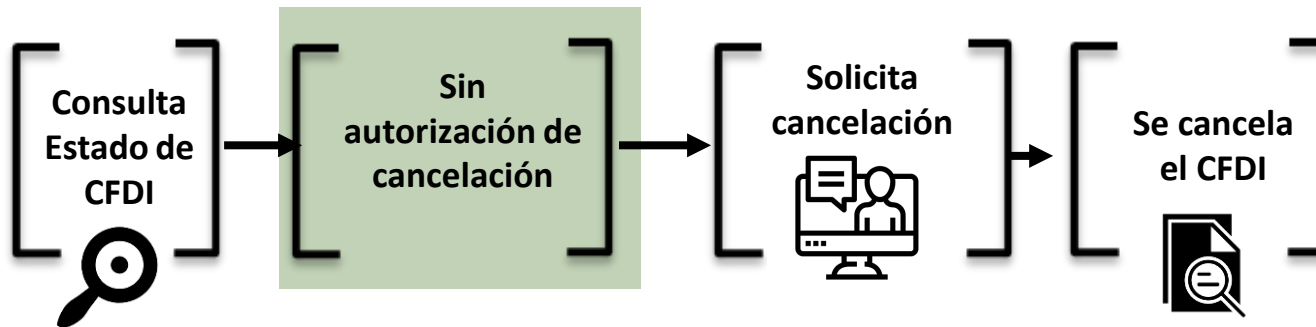 Consulta
Estado de
CFDI
Sin
autorización de
cancelación
Solicita
cancelación
Se cancela
el CFDI